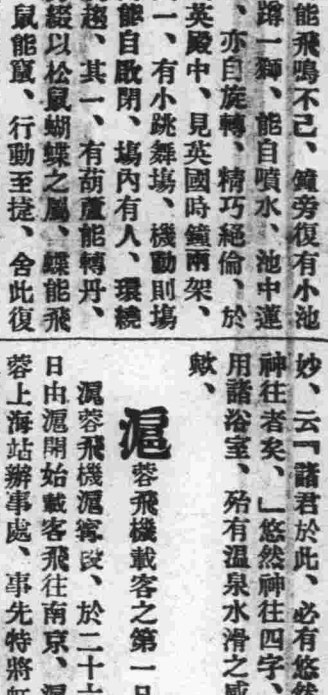 能飛鳴不已、鐘旁復有小池
蹲一獅、能自噴水、池中蓮
、亦自旋轉、精巧絕倫、於
英殿中、見英國時鐘兩架、
一、有小跳舞塲、機動則塲
能自啟閉、塲內有人、環繞
趨、其一、有葫蘆能轉丹、
綴以松鼠蝴蝶之屬、蝶能飛
鼠能竄、行動至捷、舍此復
妙、云「諸君於此、必有悠然
神往者矣、」悠然神往四字、
用諸浴室、殆有溫泉水滑之感
歟、
滬蓉飛機載客之第一日
滬蓉飛機滬寗段、於二十六
日由滬開始載客飛往南京、滬
蓉上海站辦事處、事先特將虹